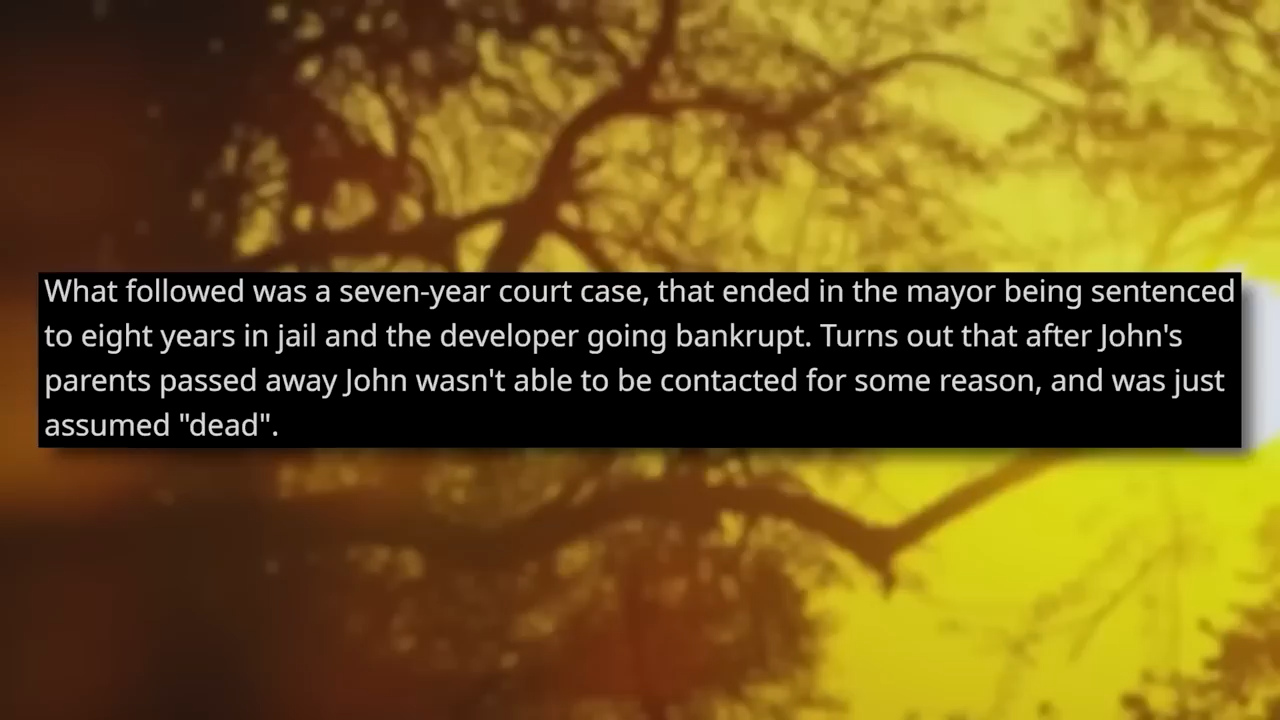 What followed was a seven-year court case, that ended in the mayor being sentenced
to eight years in jail and the developer going bankrupt. Turns out that after John's
parents passed away John wasn't able to be contacted for some reason, and was just
assumed "dead".